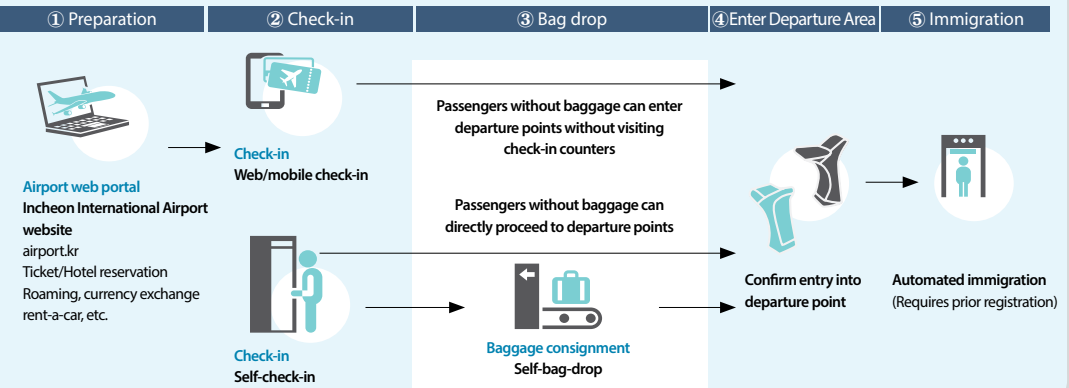 ① Preparation
② Check-in
③ Bag drop
④Enter Departure Area
⑤ Immigration
Airport web portal
Incheon International Airport
website
airport.kr
Ticket/Hotel reservation
Roaming, currency exchange
rent-a-car, etc.
Check-in
Web/mobile check-in
Check-in
Self-check-in
Passengers without baggage can enter
departure points without visiting
check-in counters
Passengers without baggage can
directly proceed to departure points
Baggage consignment
Self-bag-drop
Confirm entry into
departure point
Automated immigration
(Requires prior registration)